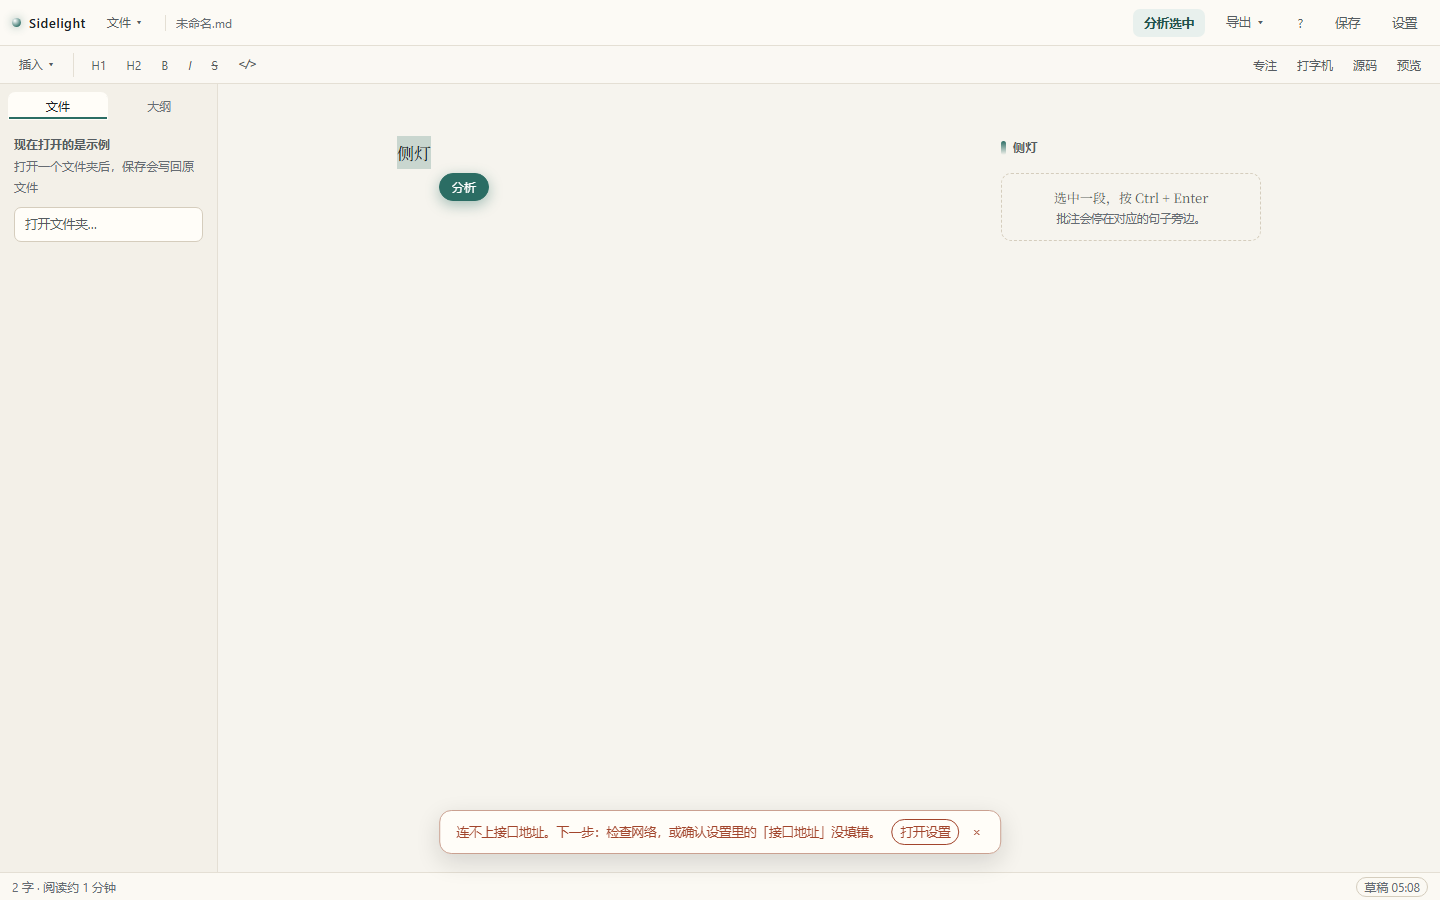 Sidelight 文件 ▾ 未命名.md 分析选中 导出 ▾ ? 保存 设置
插入 ▾ H1 H2 B I S </> 专注 打字机 源码 预览
文件 大纲
现在打开的是示例
打开一个文件夹后，保存会写回原
文件
打开文件夹...
侧灯
分析
侧灯
选中一段，按 Ctrl + Enter
批注会停在对应的句子旁边。
连不上接口地址。下一步：检查网络，或确认设置里的「接口地址」没填错。 打开设置 ×
2 字 · 阅读约 1 分钟 草稿 05:08